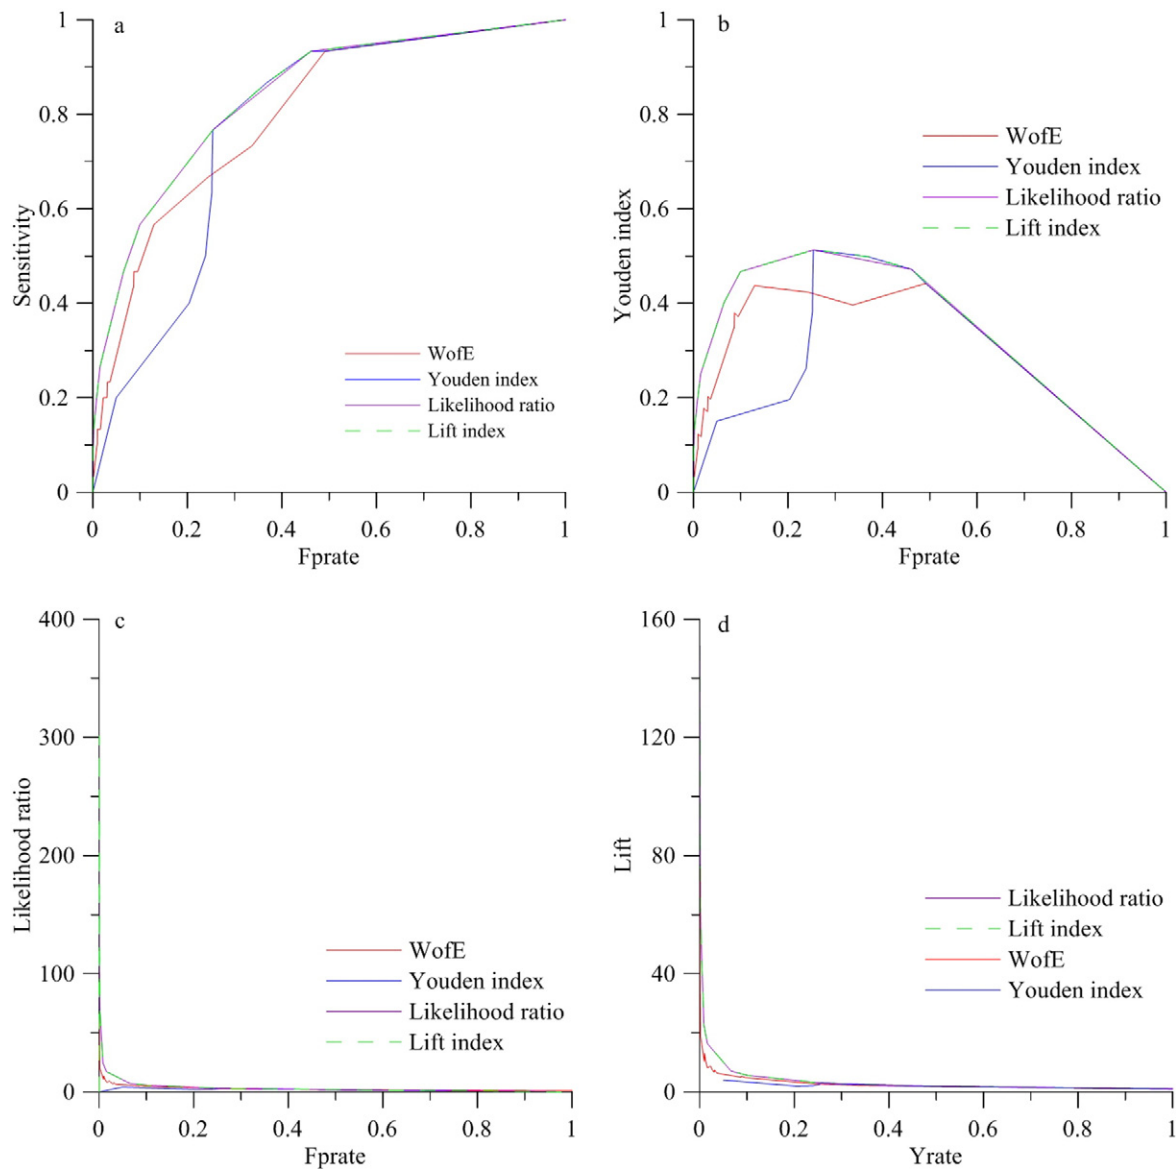 a
1
0.8
0.6
0.4
0.2
0
Sensitivity
WofE
Youden index
Likelihood ratio
Lift index
0 0.2 0.4 0.6 0.8 1
Fprate
b
1
0.8
0.6
0.4
0.2
0
Youden index
WofE
Youden index
Likelihood ratio
Lift index
0 0.2 0.4 0.6 0.8 1
Fprate
c
400
300
200
100
0
Likelihood ratio
WofE
Youden index
Likelihood ratio
Lift index
0 0.2 0.4 0.6 0.8 1
Fprate
d
160
120
80
40
0
Lift
Likelihood ratio
Lift index
WofE
Youden index
0 0.2 0.4 0.6 0.8 1
Yrate